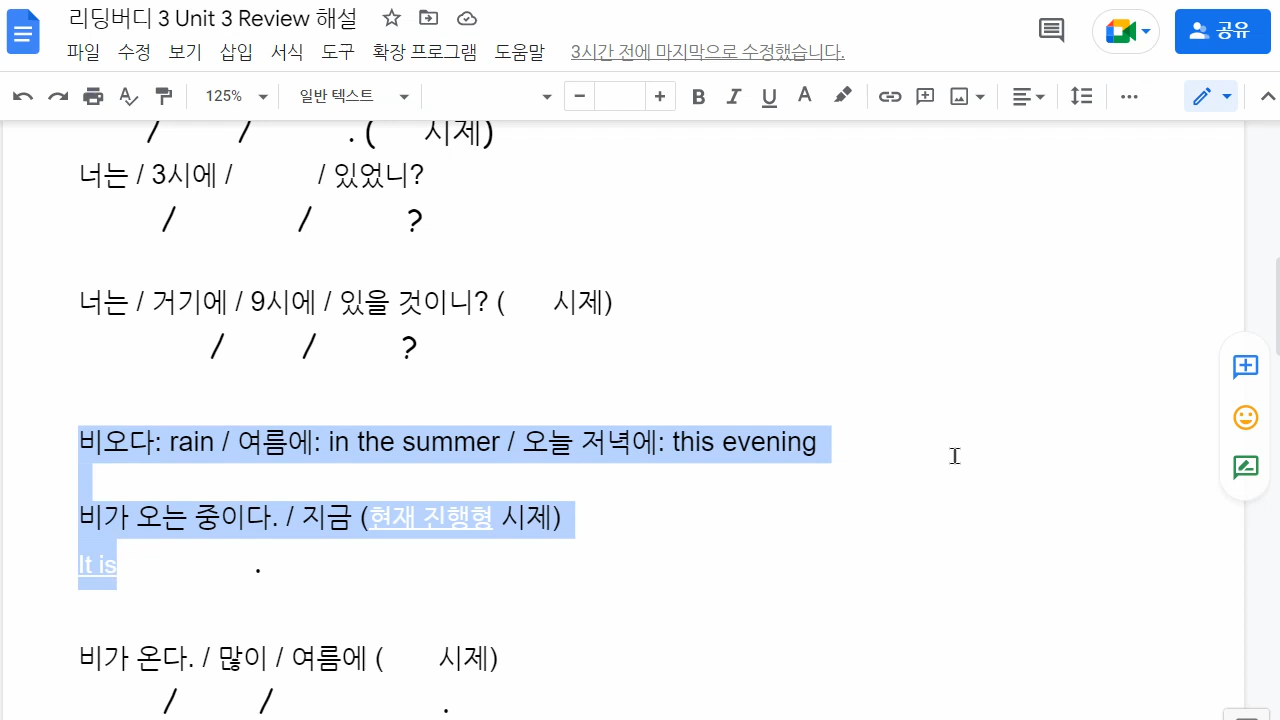 리딩버디 3 Unit 3 Review 해설
파일 수정 보기 삽입 서식 도구 확장 프로그램 도움말 3시간 전에 마지막으로 수정했습니다.
공유
125% 일반 텍스트
/ / . ( 시제)
너는 / 3시에 / / 있었니?
/ / ?
너는 / 거기에 / 9시에 / 있을 것이니? ( 시제)
/ / ?
비오다: rain / 여름에: in the summer / 오늘 저녁에: this evening
비가 오는 중이다. / 지금 (현재 진행형 시제)
It is .
비가 온다. / 많이 / 여름에 ( 시제)
/ / .